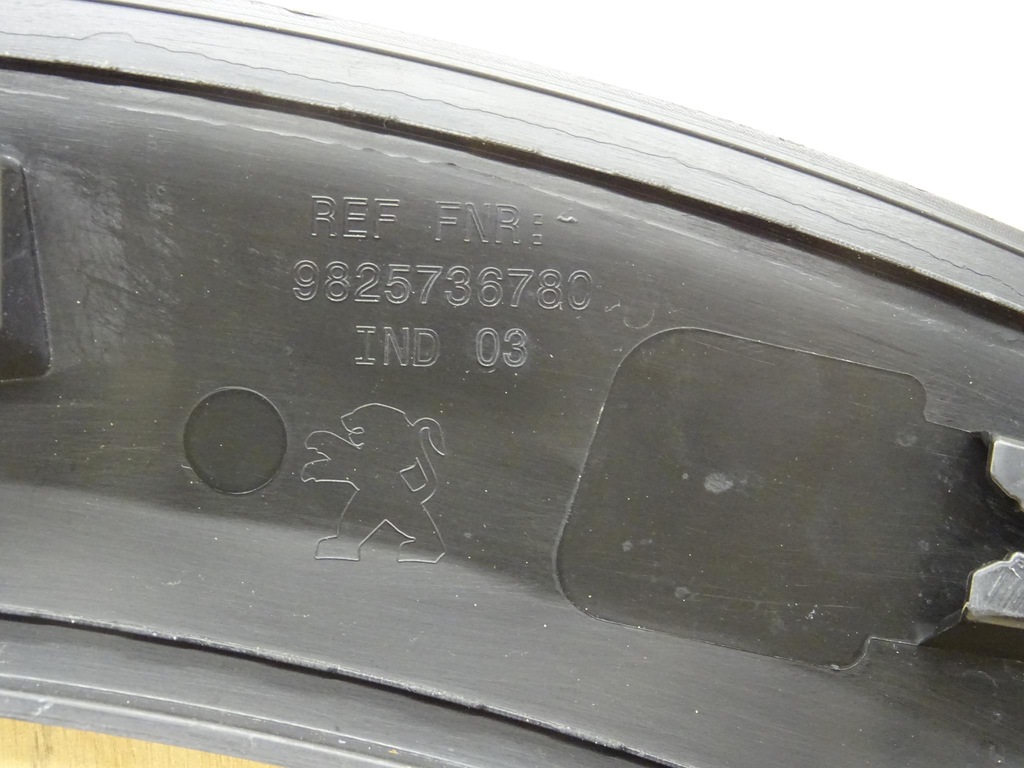 REF FNR:-
9825736780
IND 03